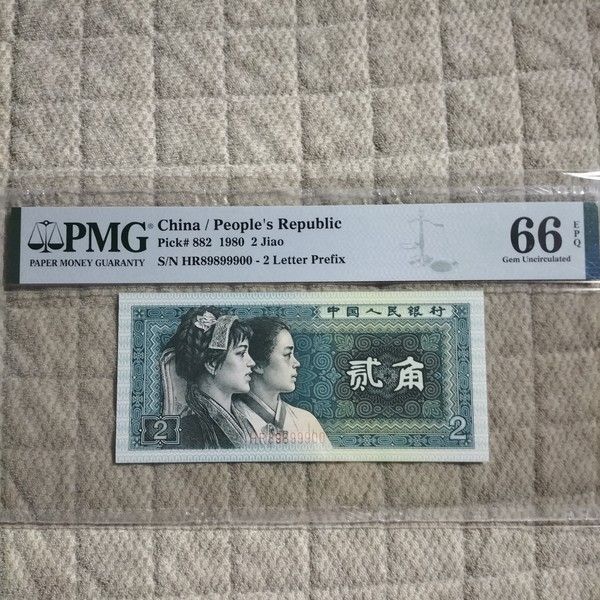 PMG
PAPER MONEY GUARANTY
China / People's Republic
Pick# 882 1980 2 Jiao
S/N HR89899900 - 2 Letter Prefix
66 EPQ
Gem Uncirculated
中国人民银行
贰角
2
HR89899900
2